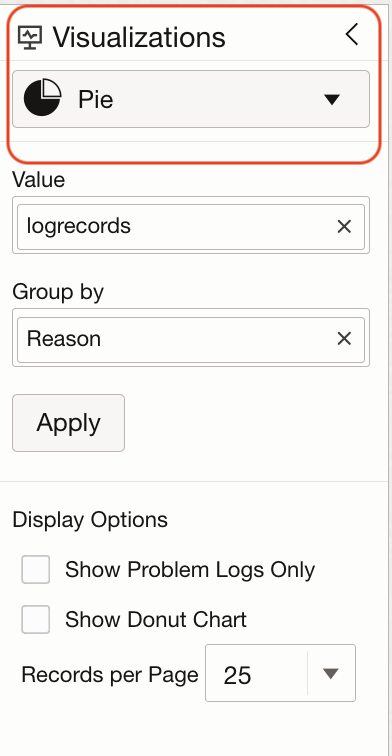 Visualizations
Pie
Value
logrecords
Group by
Reason
Apply
Display Options
Show Problem Logs Only
Show Donut Chart
Records per Page 25